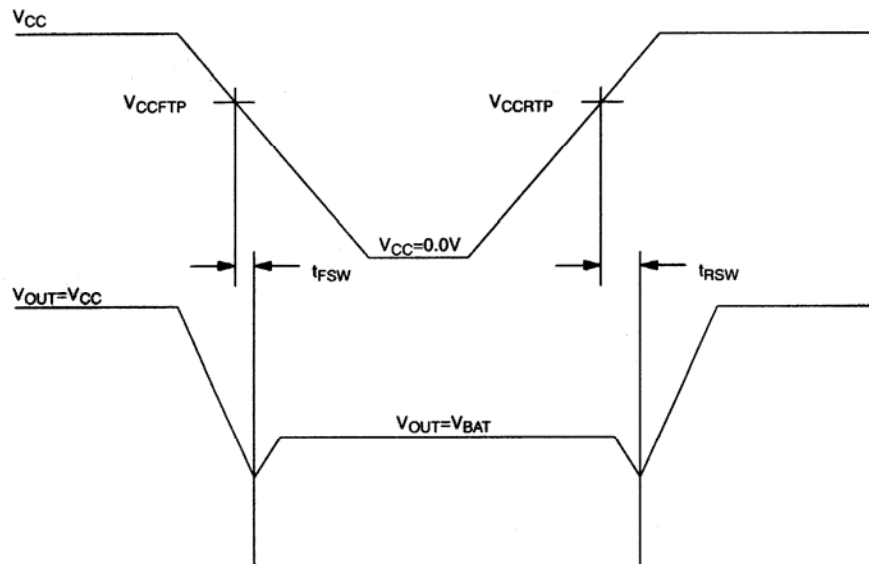 VCC
VCCFTP
VCCRTP
VCC=0.0V
tFSW
tRSW
VOUT=VCC
VOUT=VBAT